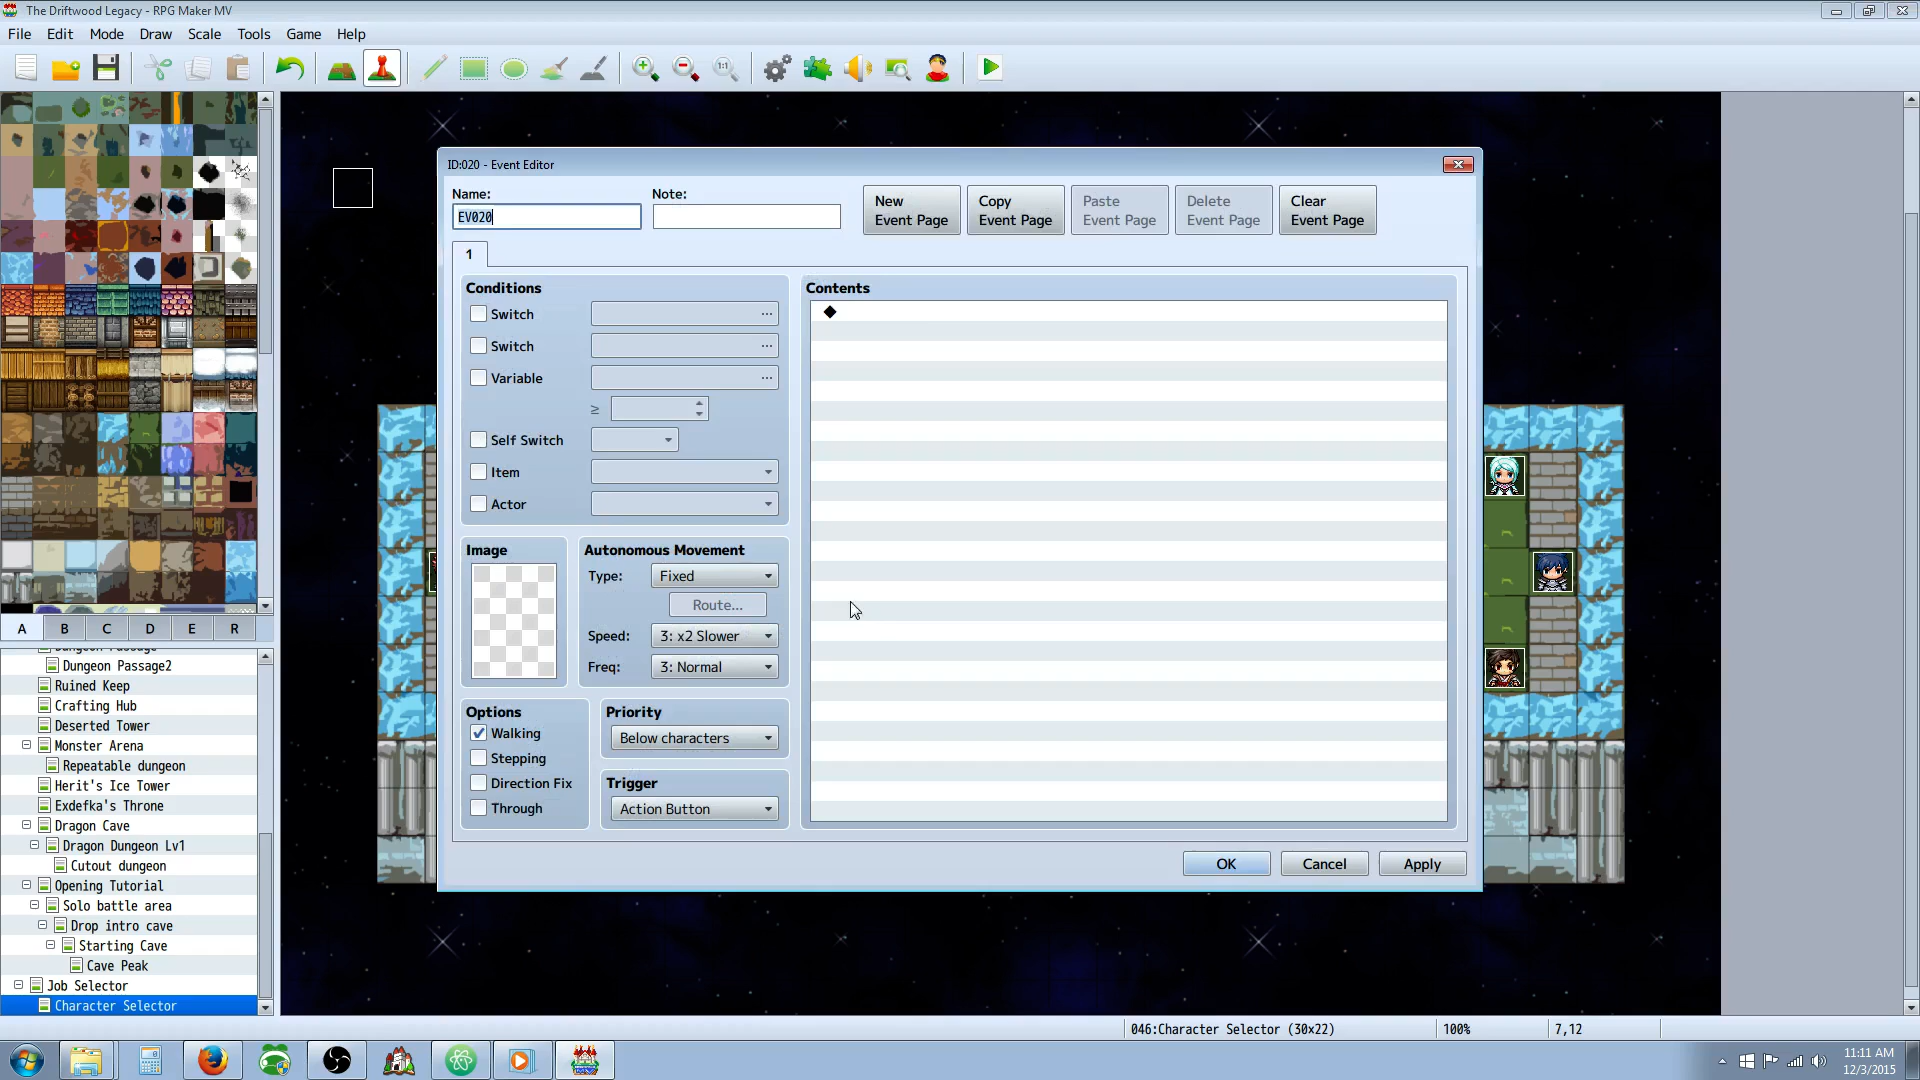 The Driftwood Legacy - RPG Maker MV
File Edit Mode Draw Scale Tools Game Help
1:1
ID:020 - Event Editor
Name:
Note:
EV020
New Event Page
Copy Event Page
Paste Event Page
Delete Event Page
Clear Event Page
1
Conditions
Switch ...
Switch ...
Variable ...
≥
Self Switch
Item
Actor
Image
Autonomous Movement
Type: Fixed
Route...
Speed: 3: x2 Slower
Freq: 3: Normal
Options
Walking
Stepping
Direction Fix
Through
Priority
Below characters
Trigger
Action Button
Contents
OK
Cancel
Apply
A B C D E R
Dungeon Passage
Dungeon Passage2
Ruined Keep
Crafting Hub
Deserted Tower
Monster Arena
Repeatable dungeon
Herit's Ice Tower
Exdefka's Throne
Dragon Cave
Dragon Dungeon Lv1
Cutout dungeon
Opening Tutorial
Solo battle area
Drop intro cave
Starting Cave
Cave Peak
Job Selector
Character Selector
046:Character Selector (30x22)
100%
7,12
11:11 AM
12/3/2015